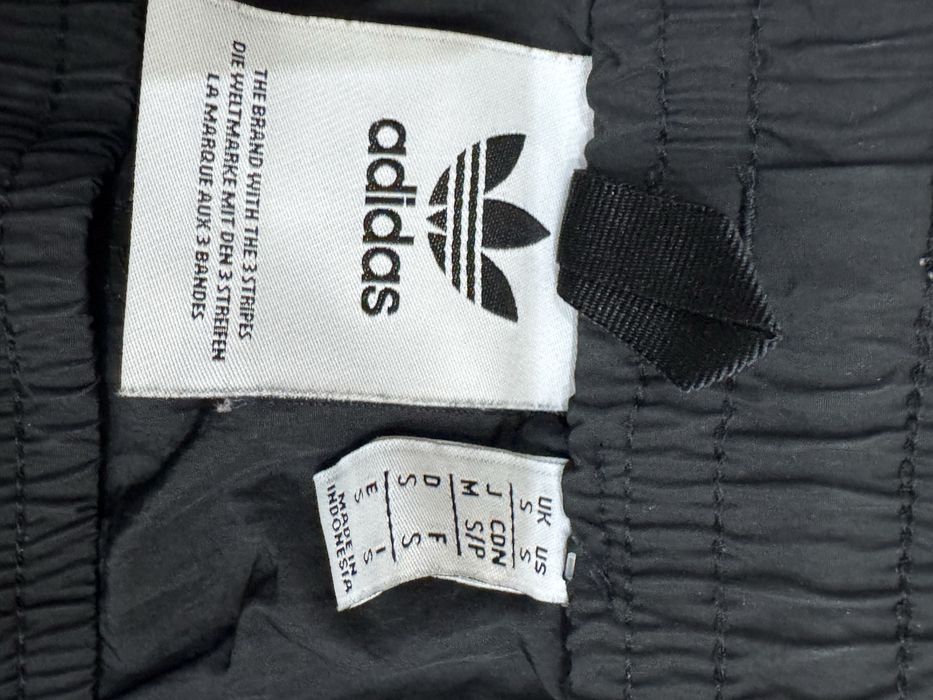 adidas
THE BRAND WITH THE 3 STRIPES
DIE WELTMARKE MIT DEN 3 STREIFEN
LA MARQUE AUX 3 BANDES
UK US
S S
J CDN
M S/P
D F
S S
E I
S S
MADE IN
INDONESIA